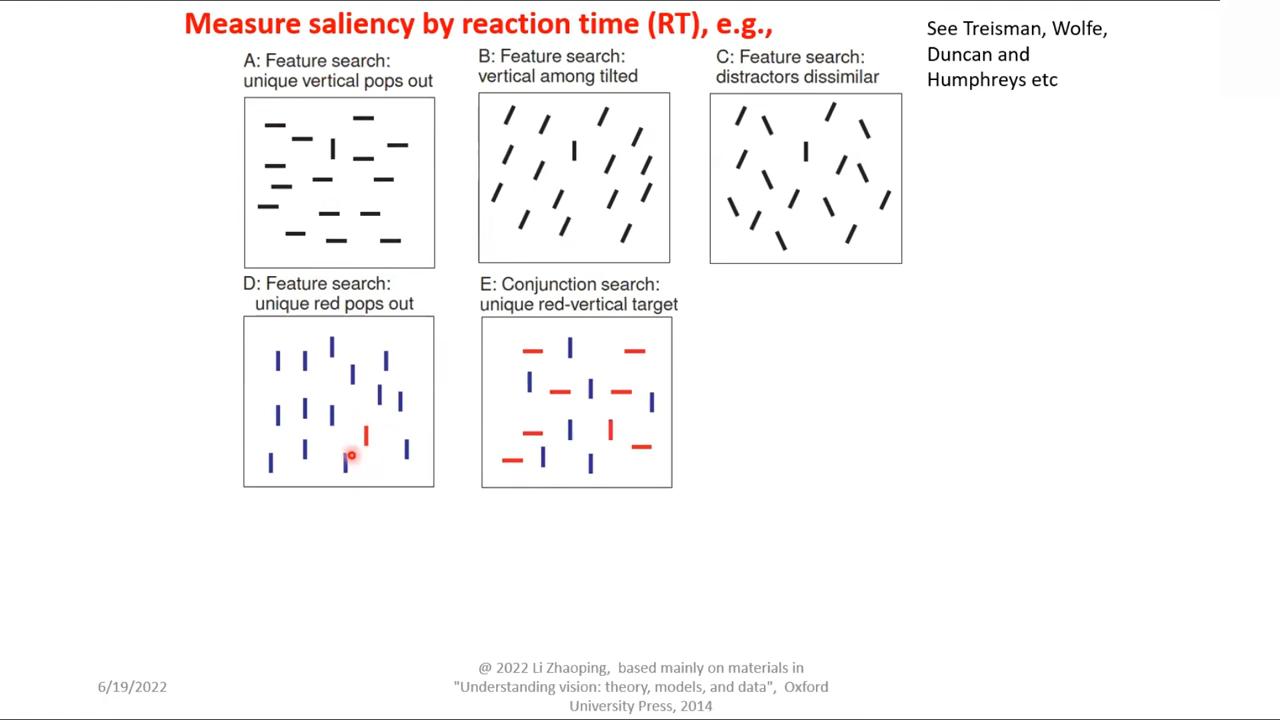 Measure saliency by reaction time (RT), e.g.,
See Treisman, Wolfe,
Duncan and
Humphreys etc
A: Feature search:
unique vertical pops out
B: Feature search:
vertical among tilted
C: Feature search:
distractors dissimilar
D: Feature search:
unique red pops out
E: Conjunction search:
unique red-vertical target
6/19/2022
@ 2022 Li Zhaoping, based mainly on materials in
"Understanding vision: theory, models, and data", Oxford
University Press, 2014